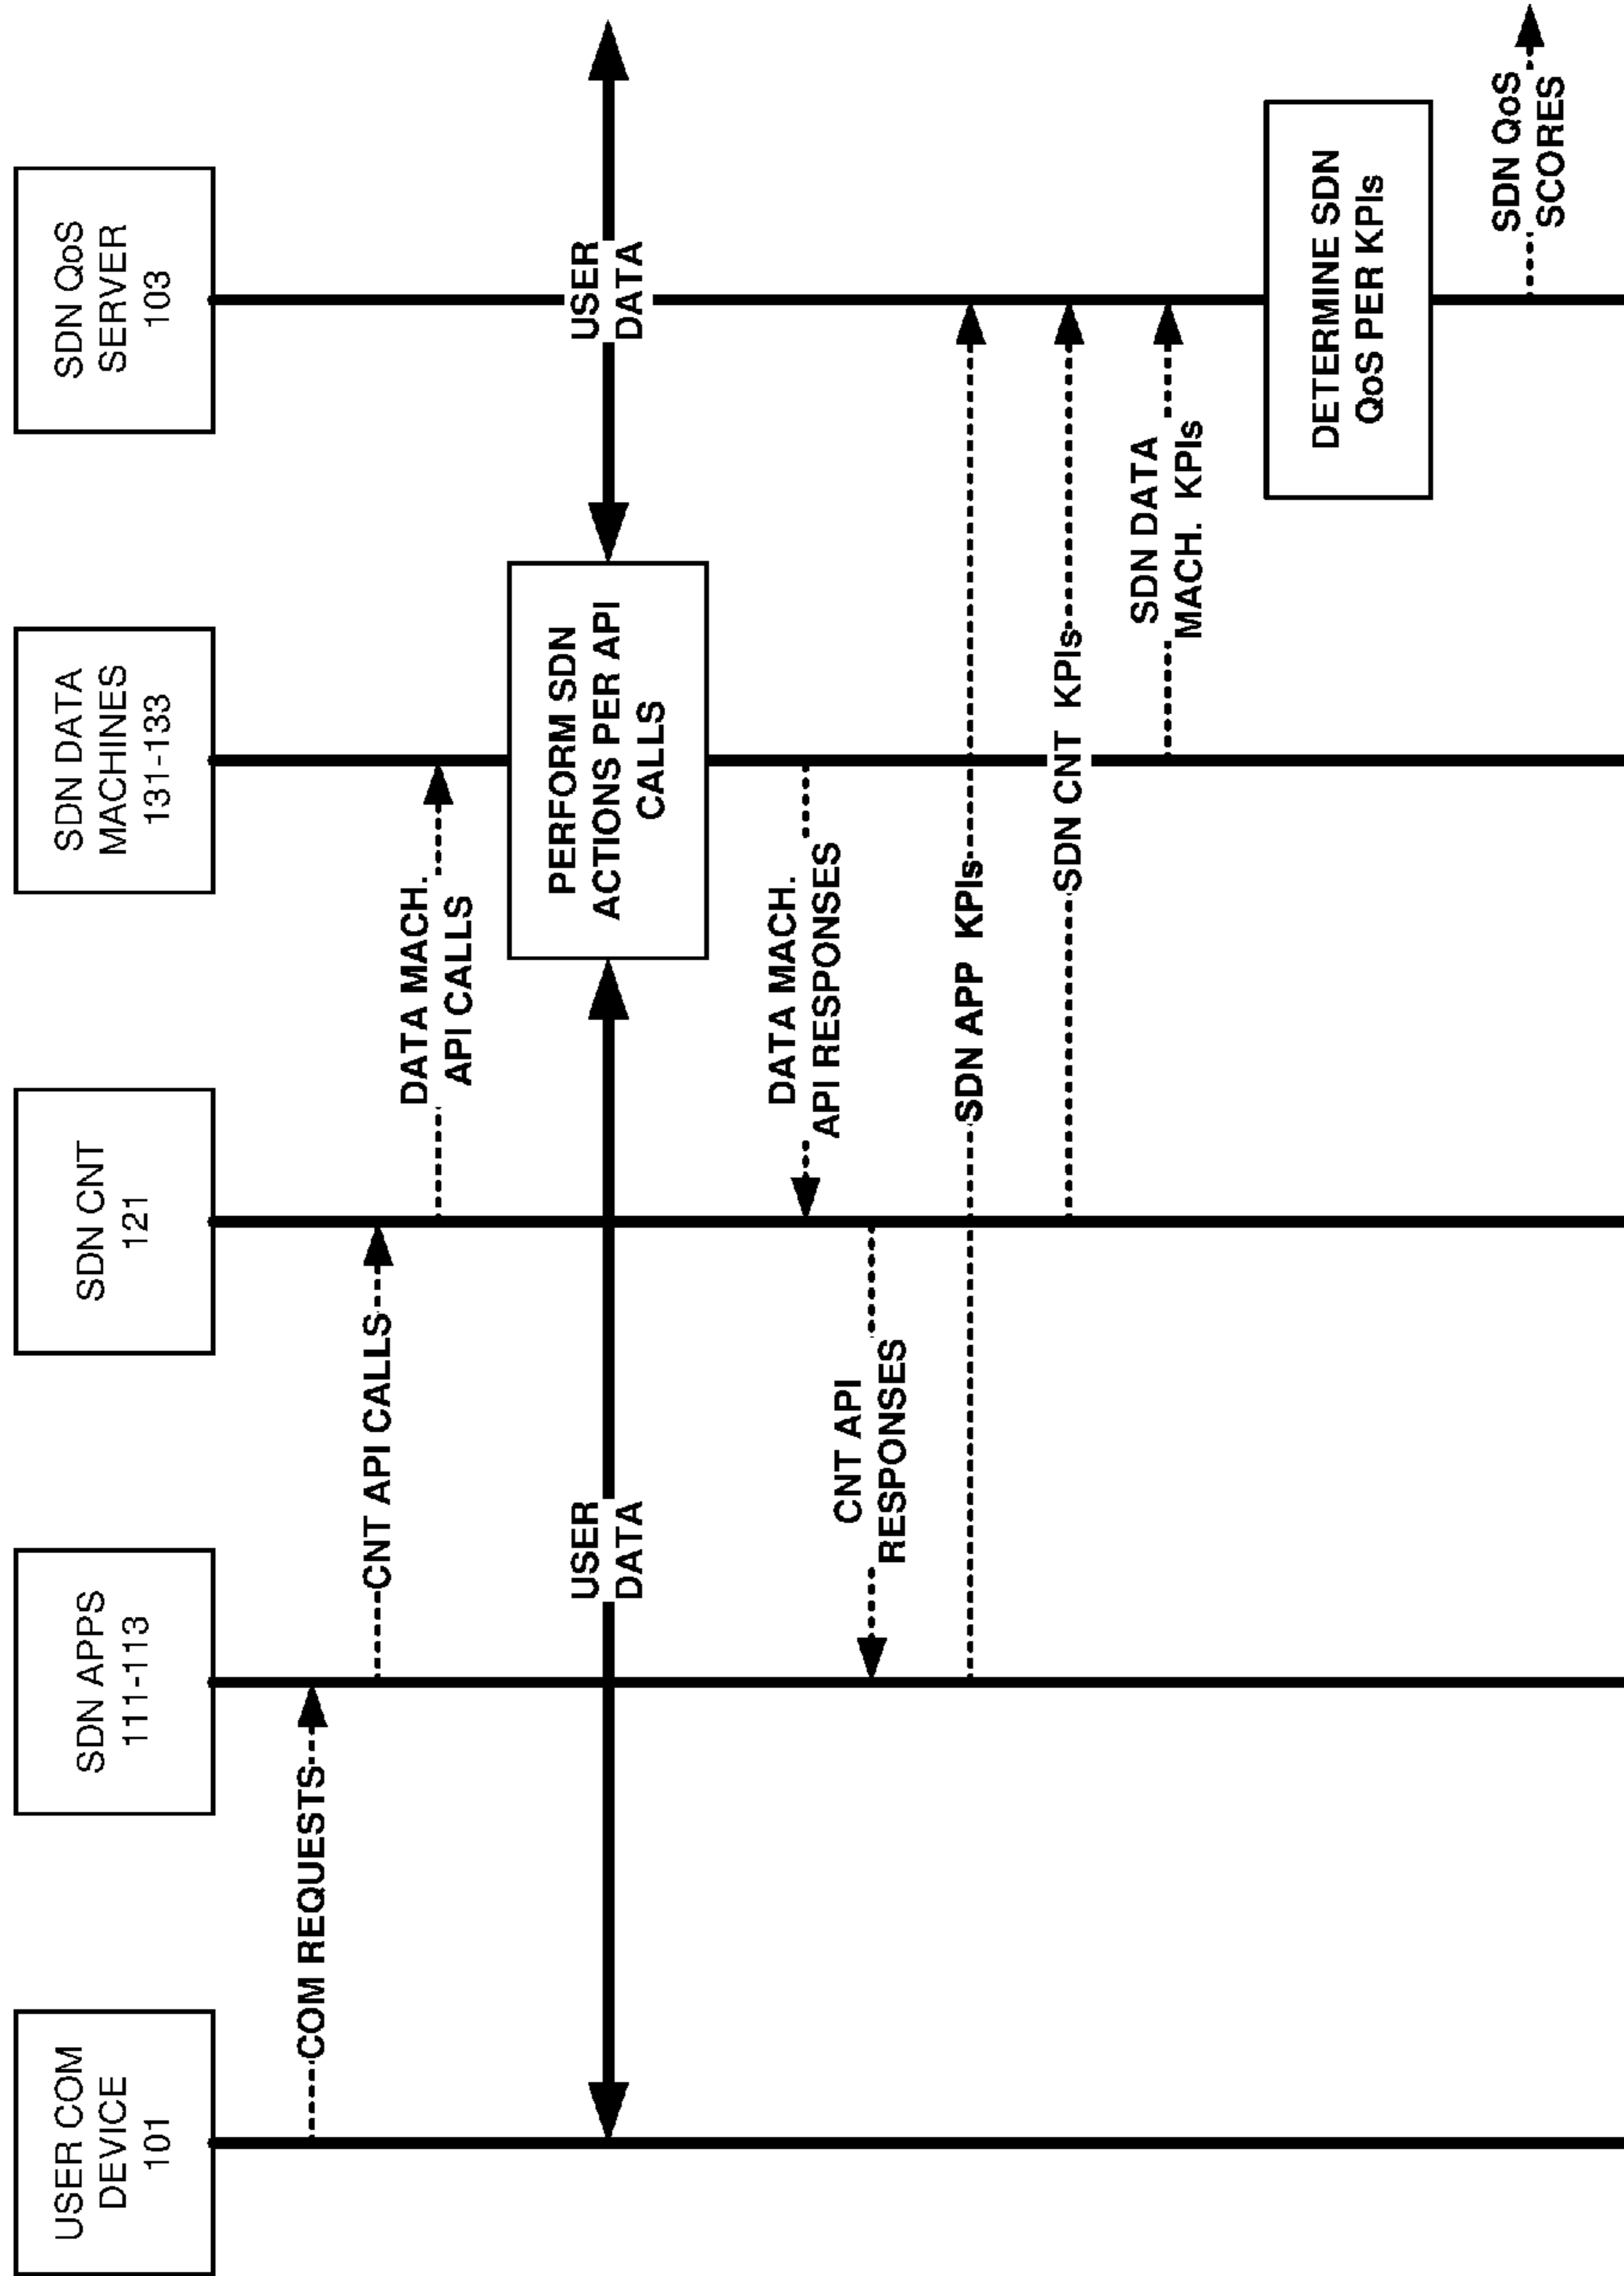 USER COM
DEVICE
101
SDN APPS
111-113
SDN CNT
121
SDN DATA
MACHINES
131-133
SDN QoS
SERVER
103
COM REQUESTS
CNT API CALLS
DATA MACH.
API CALLS
PERFORM SDN
ACTIONS PER API
CALLS
USER
DATA
USER
DATA
DATA MACH.
API RESPONSES
CNT API
RESPONSES
SDN APP KPIs
SDN CNT KPIs
SDN DATA
MACH. KPIs
DETERMINE SDN
QoS PER KPIs
SDN QoS
SCORES